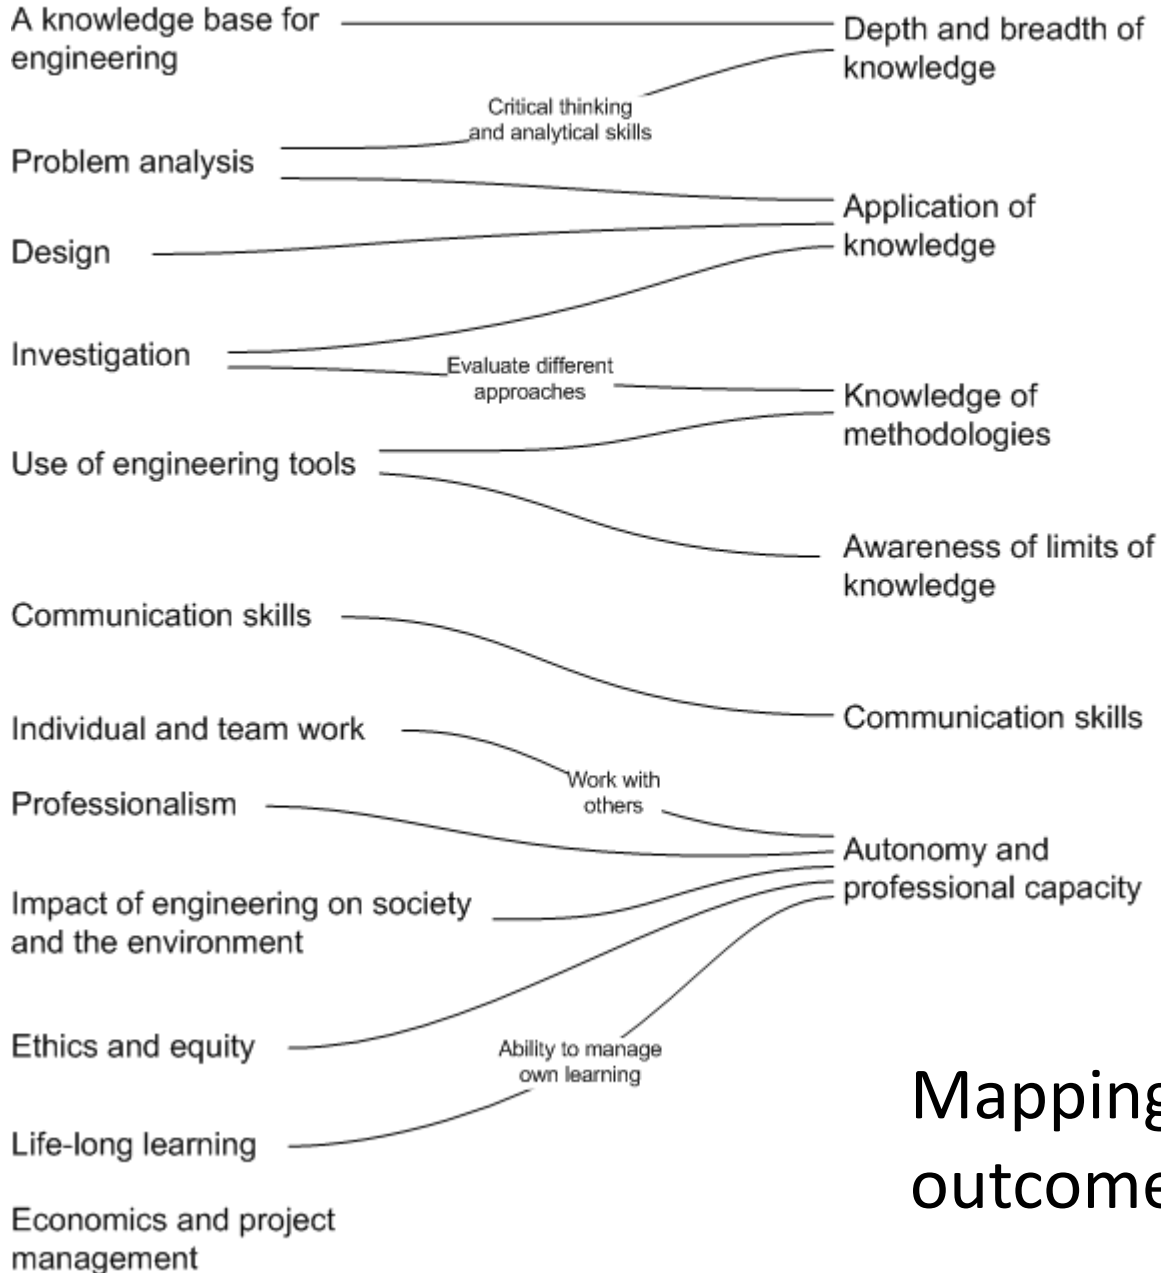 A knowledge base for
engineering
Depth and breadth of
knowledge
Critical thinking
and analytical skills
Problem analysis
Application of
knowledge
Design
Investigation
Evaluate different
approaches
Knowledge of
methodologies
Use of engineering tools
Awareness of limits of
knowledge
Communication skills
Communication skills
Individual and team work
Work with
others
Professionalism
Autonomy and
professional capacity
Impact of engineering on society
and the environment
Ethics and equity
Ability to manage
own learning
Life-long learning
Mapping
outcome
Economics and project
management